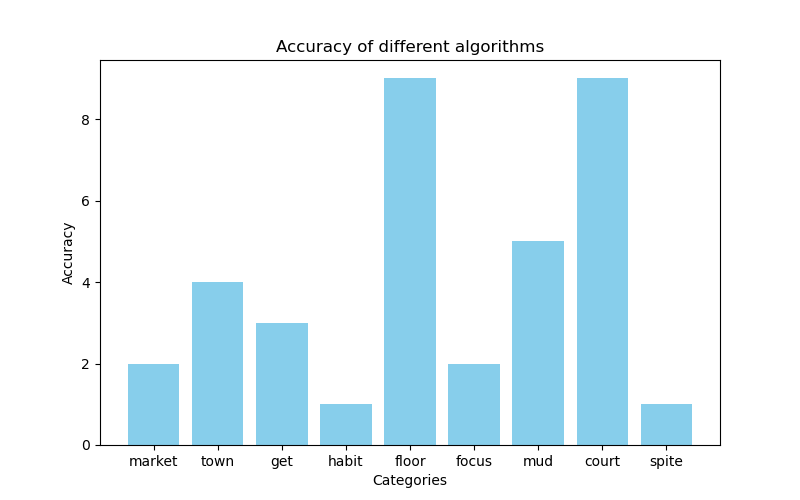 Accuracy of different algorithms
Accuracy
8
6
4
2
0
market town get habit floor focus mud court spite
Categories